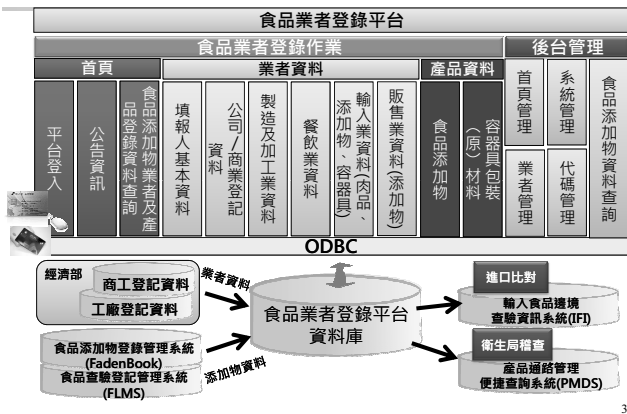 食品業者登錄平台
食品業者登錄作業
後台管理
首頁
業者資料
產品資料
平台登入
公告資訊
食品添加物業者及產
品登錄資料查詢
填報人基本資料
公司/商業登記
資料
製造及加工業資料
餐飲業資料
輸入業資料(肉品、
添加物、容器具)
販售業資料(添加物)
食品添加物
容器具包裝
(原)材料
首頁管理
業者管理
系統管理
代碼管理
食品添加物資料查詢
ODBC
經濟部
商工登記資料
工廠登記資料
業者資料
食品添加物登錄管理系統
(FadenBook)
食品查驗登記管理系統
(FLMS)
添加物資料
食品業者登錄平台
資料庫
進口比對
輸入食品邊境
查驗資訊系統(IFI)
衛生局稽查
產品通路管理
便捷查詢系統(PMDS)
3